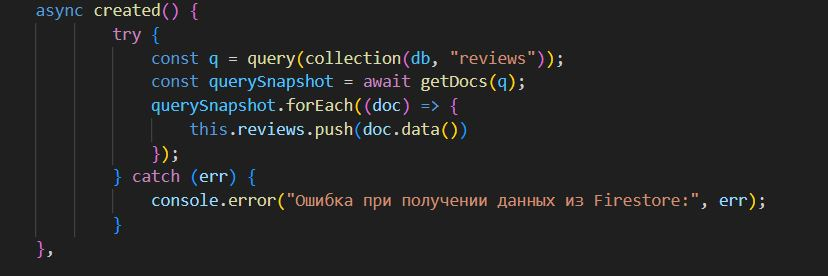 async created() {
try {
const q = query(collection(db, "reviews"));
const querySnapshot = await getDocs(q);
querySnapshot.forEach((doc) => {
this.reviews.push(doc.data())
});
} catch (err) {
console.error("Ошибка при получении данных из Firestore:", err);
}
},